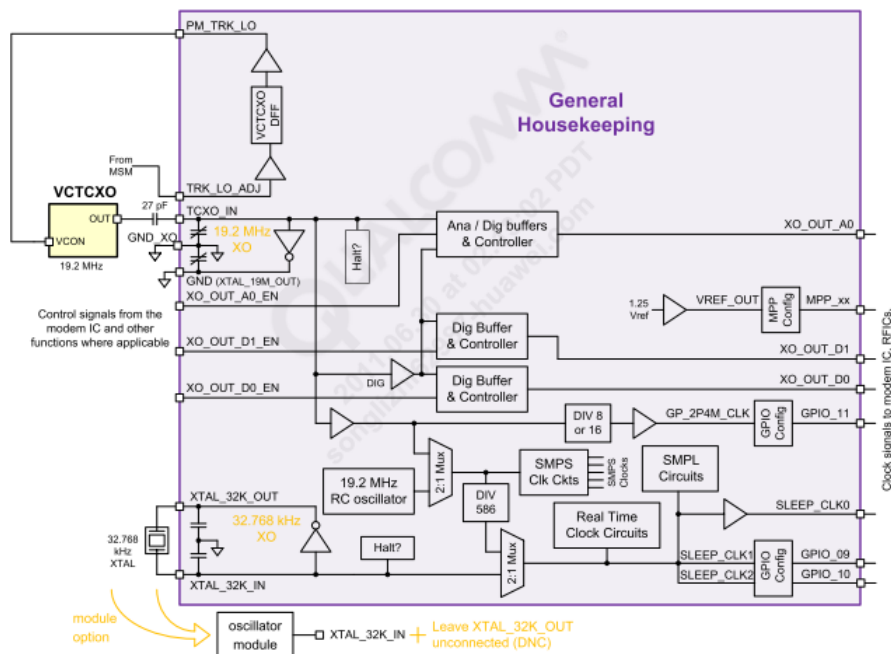 PM_TRK_LO
General
Housekeeping
VCTCXO
DFF
From
MSM
TRK_LO_ADJ
VCTCXO
27 pF
OUT
TCXO_IN
VCON
GND_XO
19.2 MHz
XO
Halt?
Ana / Dig buffers
& Controller
XO_OUT_A0
19.2 MHz
GND (XTAL_19M_OUT)
XO_OUT_A0_EN
Control signals from the
modem IC and other
functions where applicable
1.25
Vref
VREF_OUT
MPP
Config
MPP_xx
XO_OUT_D1_EN
Dig Buffer
& Controller
XO_OUT_D1
DIG
XO_OUT_D0_EN
Dig Buffer
& Controller
XO_OUT_D0
DIV 8
or 16
GP_2P4M_CLK
GPIO
Config
GPIO_11
Clock signals to modem IC, RFICs,
19.2 MHz
RC oscillator
2:1 Mux
SMPS
Clk Ckts
SMPS
Clocks
SMPL
Circuits
DIV
586
XTAL_32K_OUT
32.768 kHz
XO
32.768
kHz
XTAL
Halt?
Real Time
Clock Circuits
SLEEP_CLK0
2:1 Mux
SLEEP_CLK1
SLEEP_CLK2
GPIO
Config
GPIO_09
GPIO_10
XTAL_32K_IN
module
option
oscillator
module
XTAL_32K_IN
Leave XTAL_32K_OUT
unconnected (DNC)
QUALCOMM